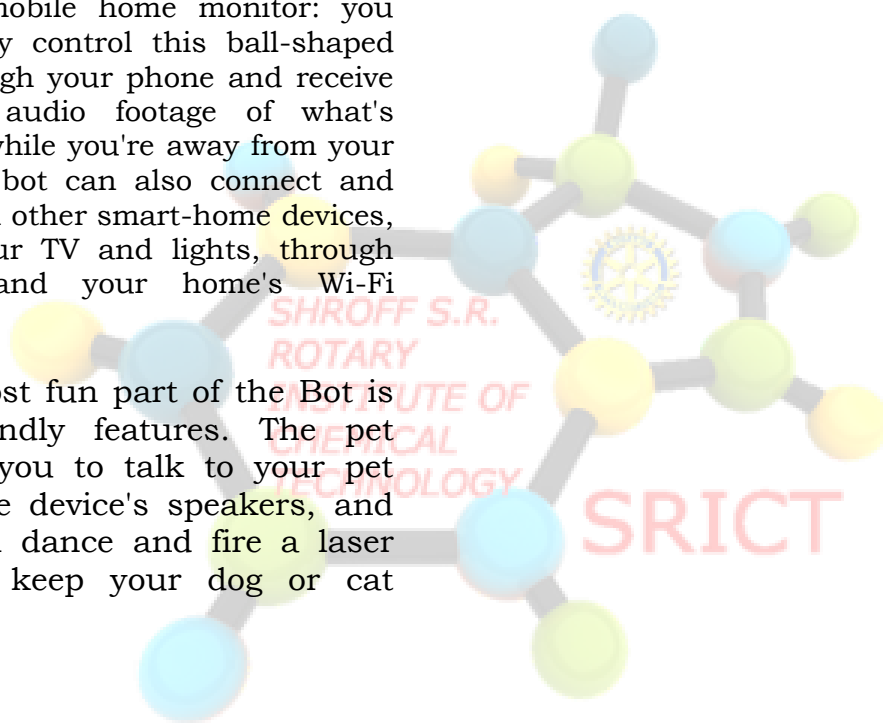 mobile home monitor: you
y control this ball-shaped
gh your phone and receive
audio footage of what's
while you're away from your
bot can also connect and
other smart-home devices,
ur TV and lights, through
and your home's Wi-Fi
ost fun part of the Bot is
ndly features. The pet
you to talk to your pet
e device's speakers, and
dance and fire a laser
keep your dog or cat
SHROFF S.R.
ROTARY
INSTITUTE OF
CHEMICAL
TECHNOLOGY
SRICT